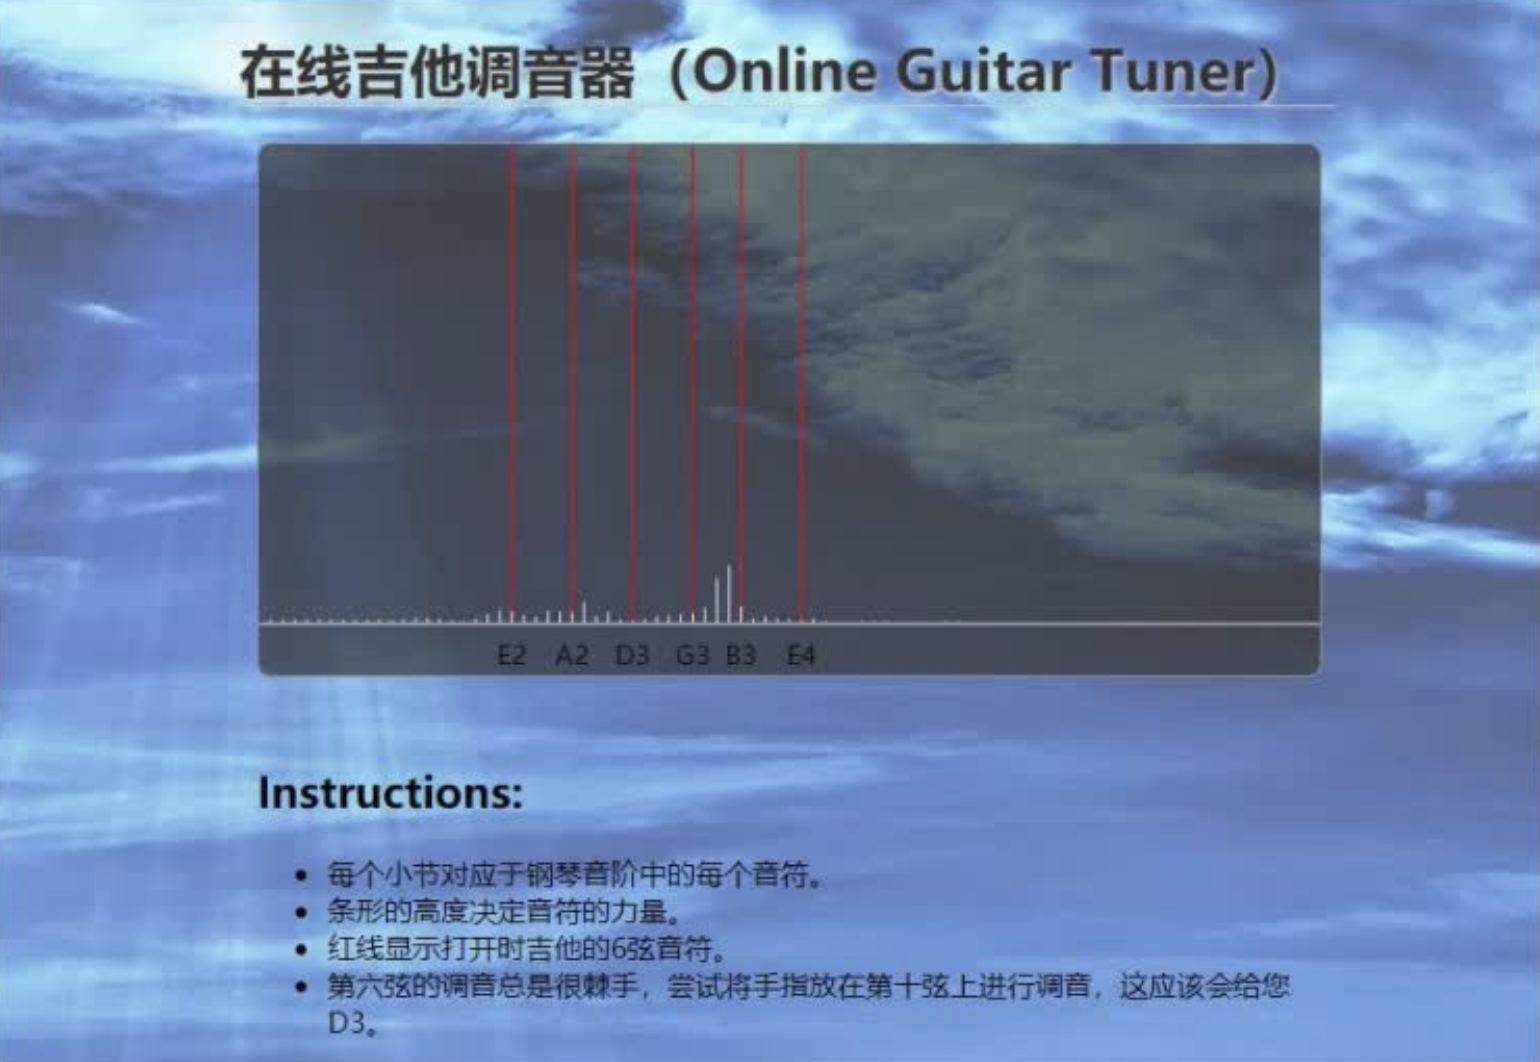 在线吉他调音器（Online Guitar Tuner）
E2 A2 D3 G3 B3 E4
Instructions:
每个小节对应于钢琴音阶中的每个音符。
条形的高度决定音符的力量。
红线显示打开时吉他的6弦音符。
第六弦的调音总是很棘手，尝试将手指放在第十弦上进行调音，这应该会给您
D3。